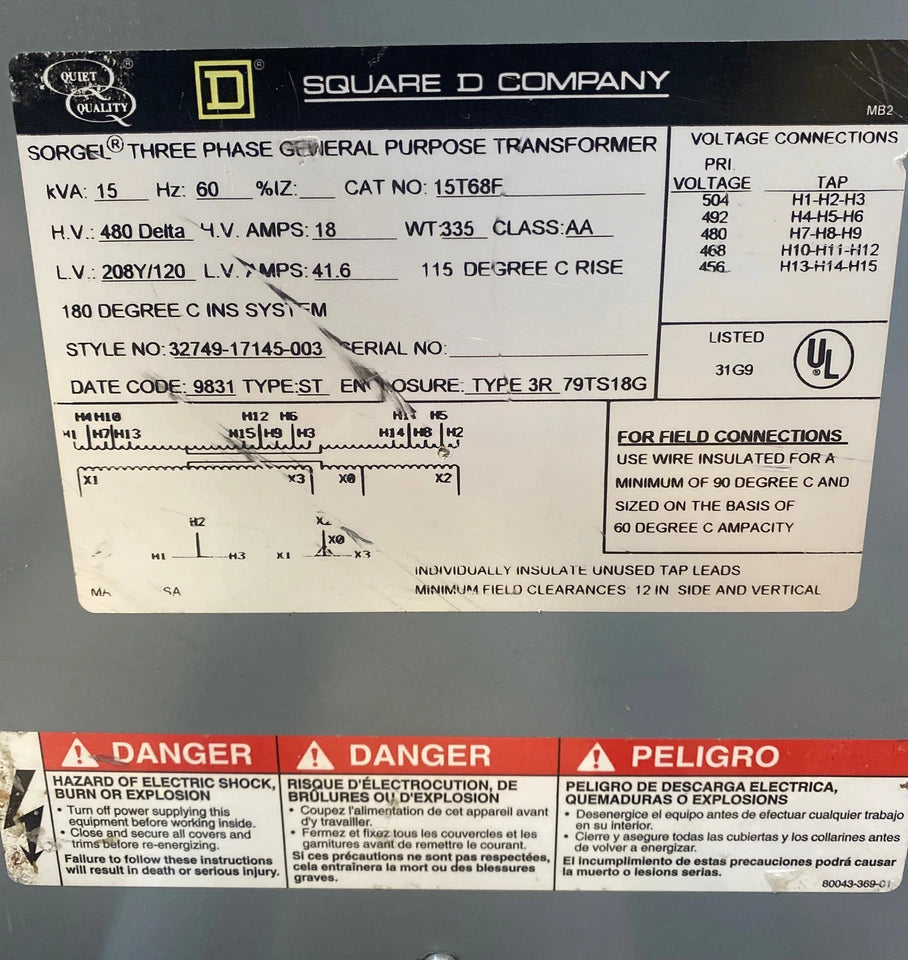 QUIET
QUALITY
®
D
®
SQUARE D COMPANY
MB2
SORGEL® THREE PHASE GENERAL PURPOSE TRANSFORMER
kVA: 15 Hz: 60 %IZ: CAT NO: 15T68F
H.V.: 480 Delta H.V. AMPS: 18 WT 335 CLASS: AA
L.V.: 208Y/120 L.V. AMPS: 41.6 115 DEGREE C RISE
180 DEGREE C INS SYSTEM
STYLE NO: 32749-17145-003 SERIAL NO:
DATE CODE: 9831 TYPE: ST ENCLOSURE: TYPE 3R 79TS18G
VOLTAGE CONNECTIONS
PRI.
VOLTAGE TAP
504 H1-H2-H3
492 H4-H5-H6
480 H7-H8-H9
468 H10-H11-H12
456 H13-H14-H15
LISTED
31G9
UL
®
H4 H10 H12 H6 H11 H5
H1 H7 H13 H15 H9 H3 H14 H8 H2
X1 X3 X0 X2
H2 X2
X0
H1 H3 X1 X3
FOR FIELD CONNECTIONS
USE WIRE INSULATED FOR A
MINIMUM OF 90 DEGREE C AND
SIZED ON THE BASIS OF
60 DEGREE C AMPACITY
INDIVIDUALLY INSULATE UNUSED TAP LEADS
MINIMUM FIELD CLEARANCES 12 IN SIDE AND VERTICAL
DANGER
HAZARD OF ELECTRIC SHOCK,
BURN OR EXPLOSION
• Turn off power supplying this
equipment before working inside.
• Close and secure all covers and
trims before re-energizing.
Failure to follow these instructions
will result in death or serious injury.
DANGER
RISQUE D'ÉLECTROCUTION, DE
BRÛLURES OU D'EXPLOSION
• Coupez l'alimentation de cet appareil avant
d'y travailler.
• Fermez et fixez tous les couvercles et les
garnitures avant de remettre le courant.
Si ces précautions ne sont pas respectées,
cela entraînera la mort ou des blessures
graves.
PELIGRO
PELIGRO DE DESCARGA ELECTRICA,
QUEMADURAS O EXPLOSIONS
• Desenergice el equipo antes de efectuar cualquier trabajo
en su interior.
• Cierre y asegure todas las cubiertas y los collarines antes
de volver a energizar.
El incumplimiento de estas precauciones podrá causar
la muerto o lesions serias.
80043-369-01